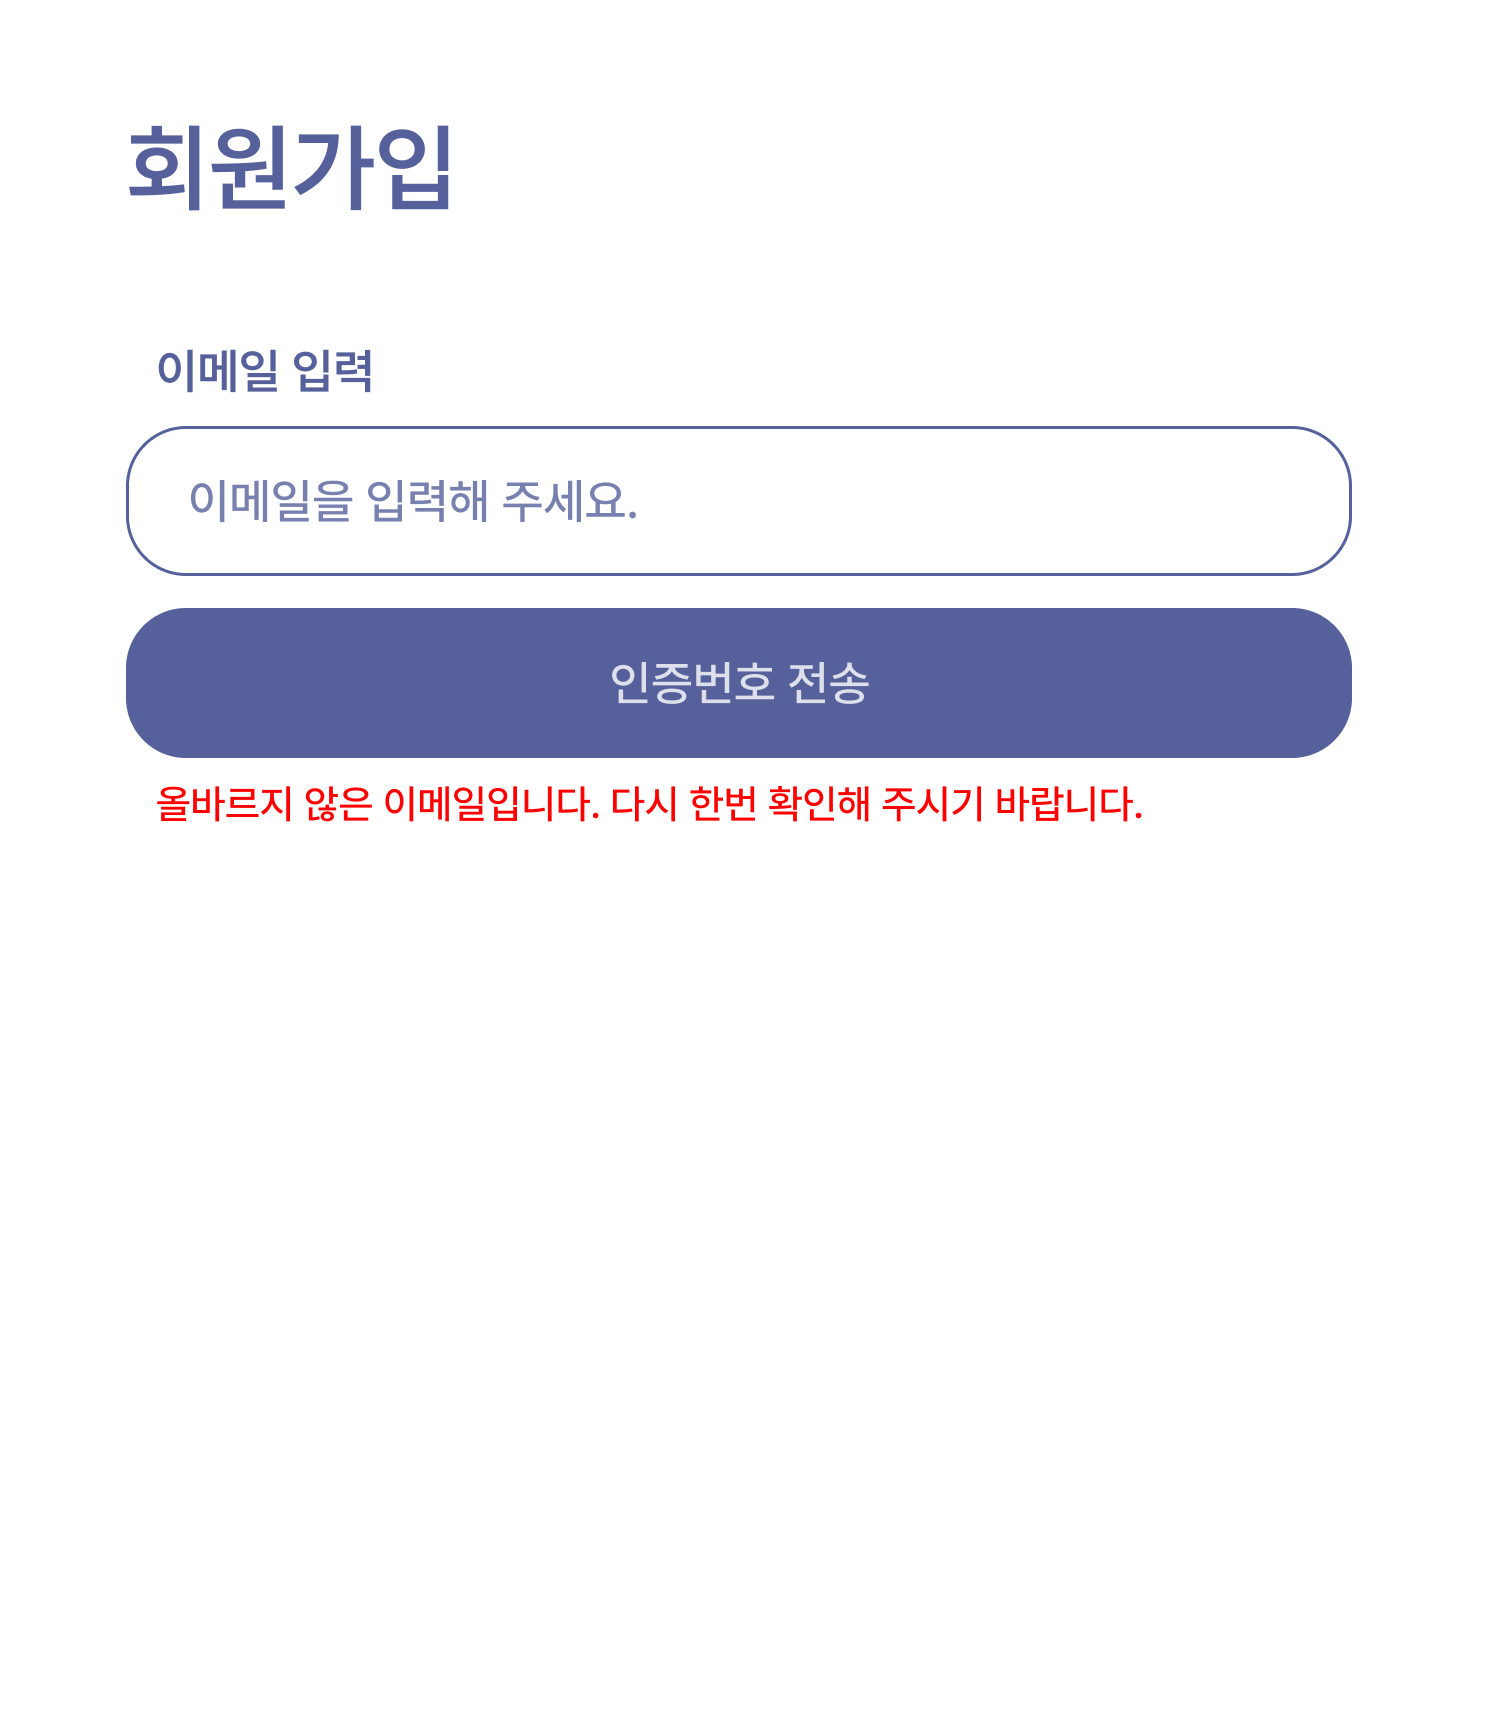 회원가입
이메일 입력
이메일을 입력해 주세요.
인증번호 전송
올바르지 않은 이메일입니다. 다시 한번 확인해 주시기 바랍니다.